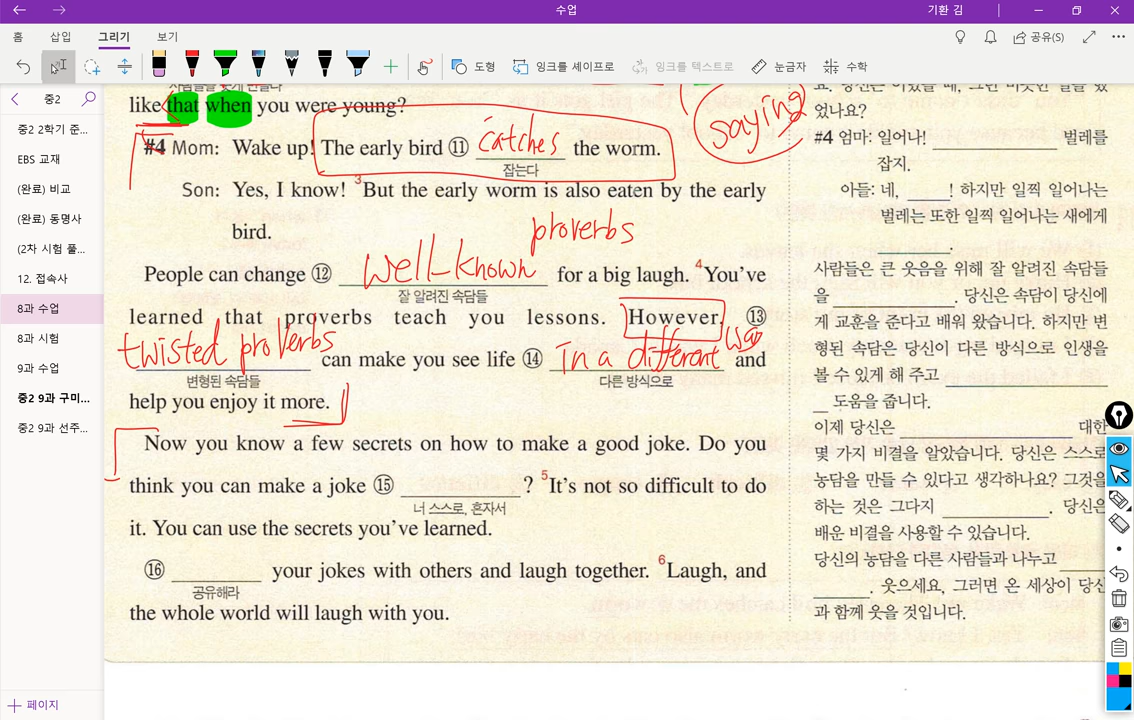 수업
기환 김
홈 삽입 그리기 보기
공유(S)
도형 잉크를 셰이프로 잉크를 텍스트로 눈금자 수학
중2
중2 2학기 준...
EBS 교재
(완료) 비교
(완료) 동명사
(2차 시험 풀...
12. 접속사
8과 수업
8과 시험
9과 수업
중2 9과 구미...
중2 9과 선주...
페이지
like that when you were young?
saying
#4 Mom: Wake up! The early bird ⑪ catches the worm.
잡는다
Son: Yes, I know! 3But the early worm is also eaten by the early
bird.
proverbs
People can change ⑫ well-known for a big laugh. 4You've
잘 알려진 속담들
learned that proverbs teach you lessons. However, ⑬
twisted proverbs can make you see life ⑭ in a different way and
변형된 속담들 다른 방식으로
help you enjoy it more.
Now you know a few secrets on how to make a good joke. Do you
think you can make a joke ⑮ ? 5It's not so difficult to do
너 스스로, 혼자서
it. You can use the secrets you've learned.
⑯ your jokes with others and laugh together. 6Laugh, and
공유해라
the whole world will laugh with you.
었나요?
#4 엄마: 일어나! 벌레를
잡지.
아들: 네, ! 하지만 일찍 일어나는
벌레는 또한 일찍 일어나는 새에게
.
사람들은 큰 웃음을 위해 잘 알려진 속담들
을 . 당신은 속담이 당신에
게 교훈을 준다고 배워 왔습니다. 하지만 변
형된 속담은 당신이 다른 방식으로 인생을
볼 수 있게 해 주고
도움을 줍니다.
이제 당신은 대한
몇 가지 비결을 알았습니다. 당신은 스스로
농담을 만들 수 있다고 생각하나요? 그것을
하는 것은 그다지 . 당신은
배운 비결을 사용할 수 있습니다.
당신의 농담을 다른 사람들과 나누고
. 웃으세요, 그러면 온 세상이 당신
과 함께 웃을 것입니다.